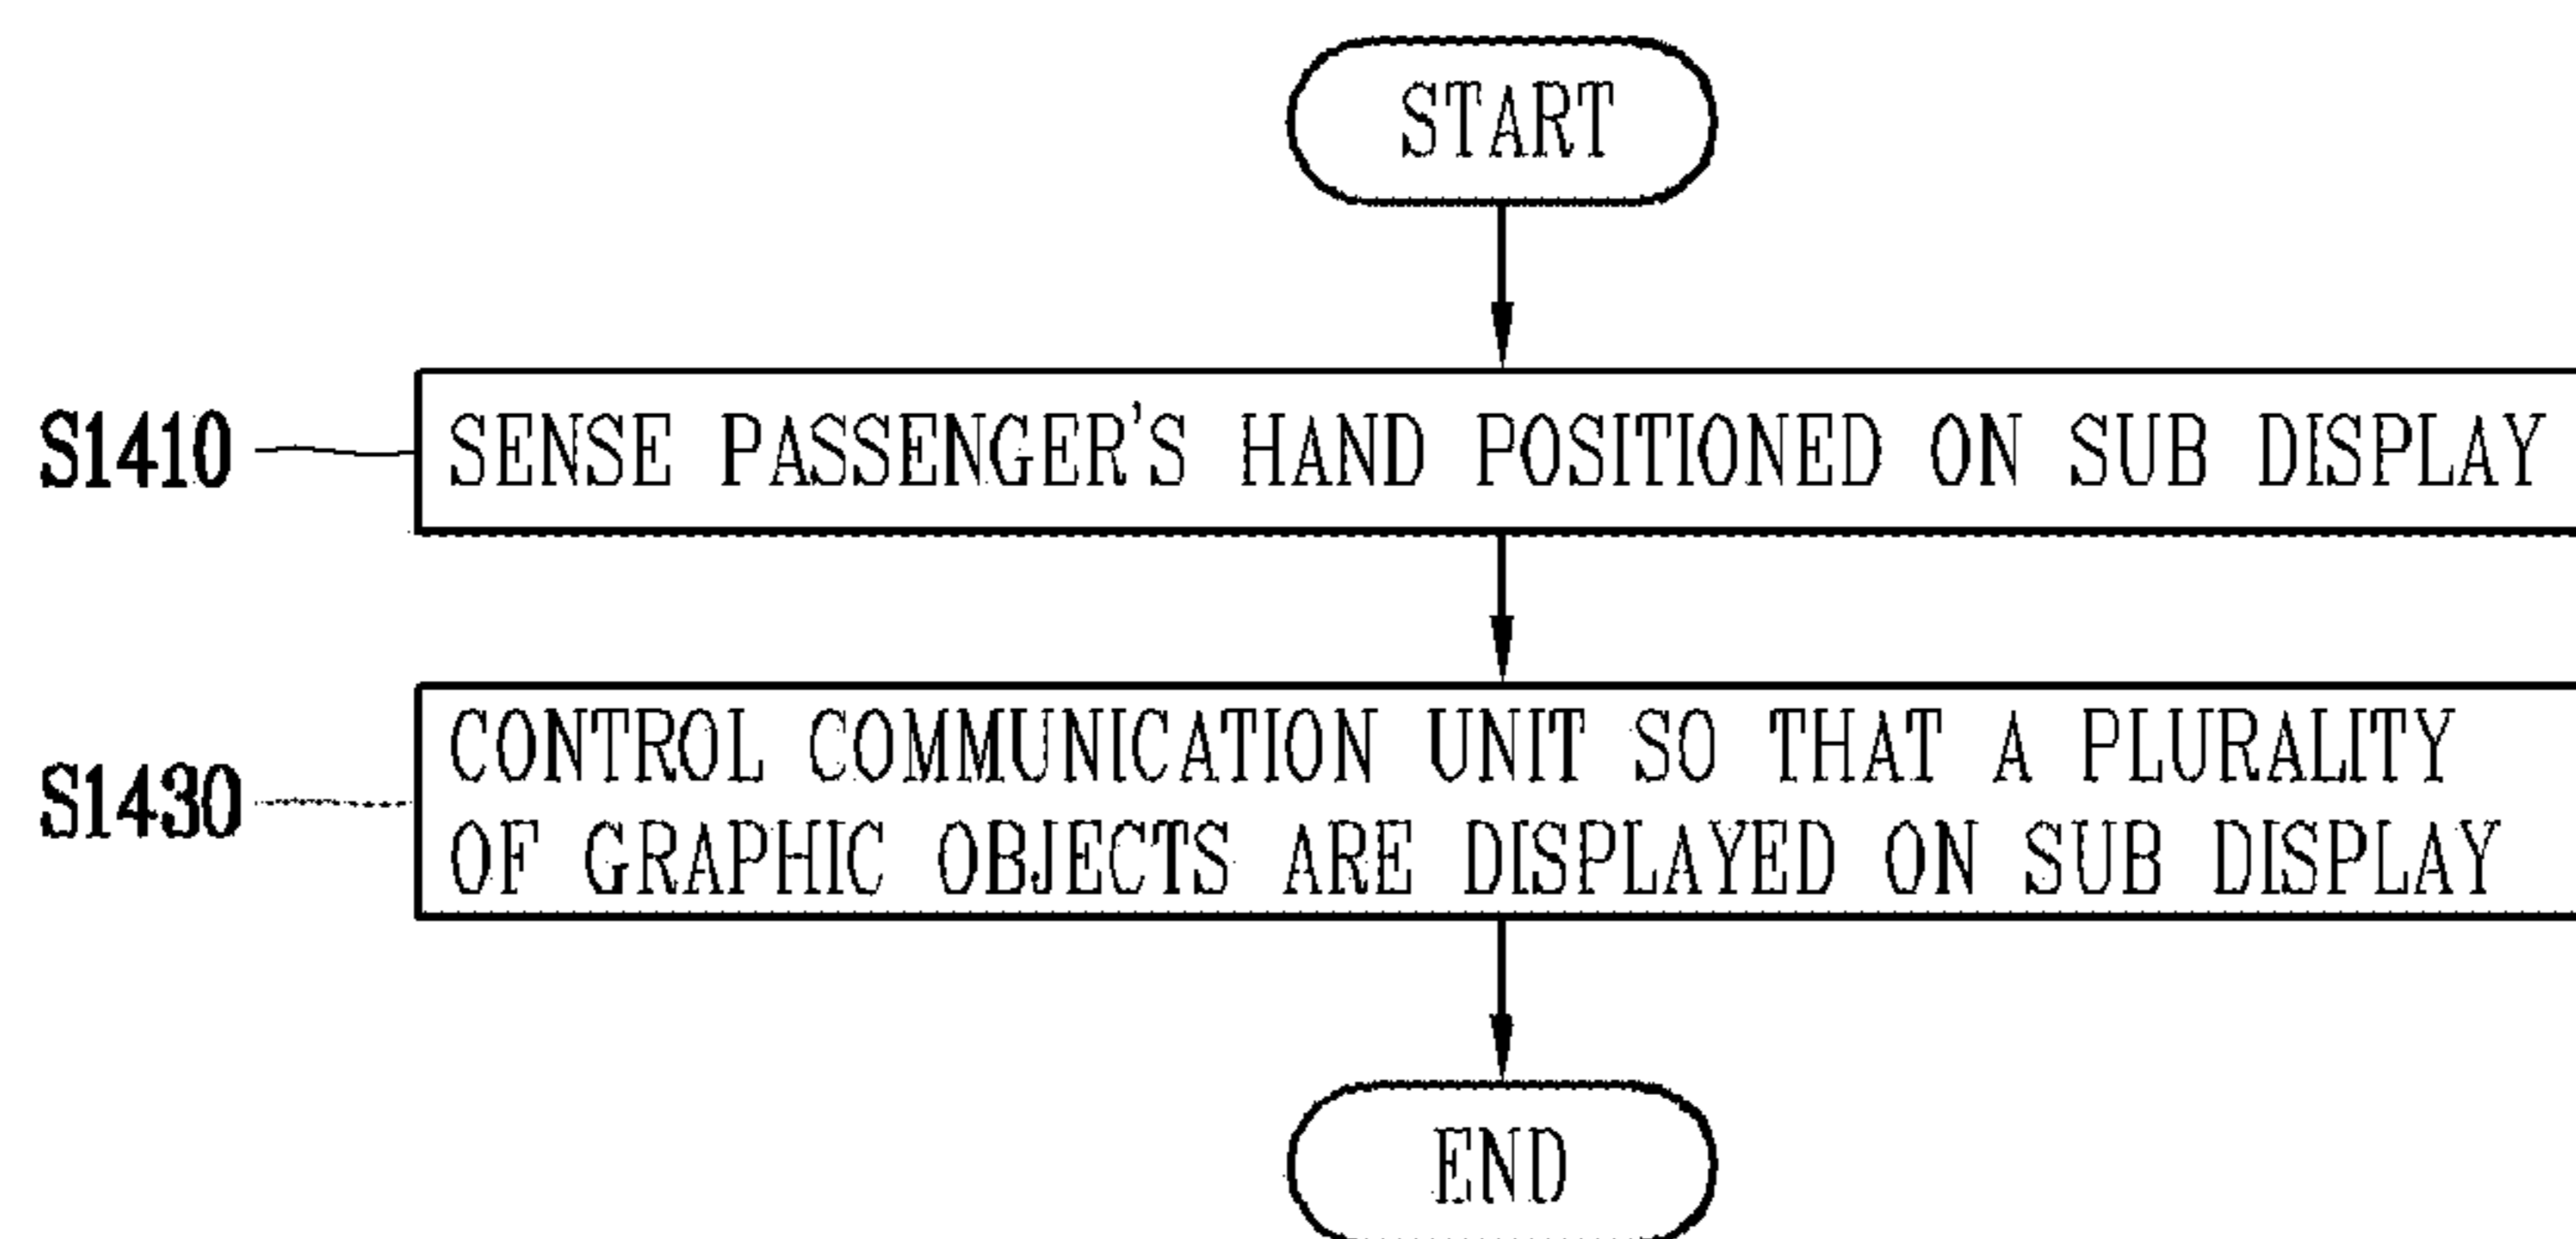 START
S1410
SENSE PASSENGER'S HAND POSITIONED ON SUB DISPLAY
S1430
CONTROL COMMUNICATION UNIT SO THAT A PLURALITY
OF GRAPHIC OBJECTS ARE DISPLAYED ON SUB DISPLAY
END